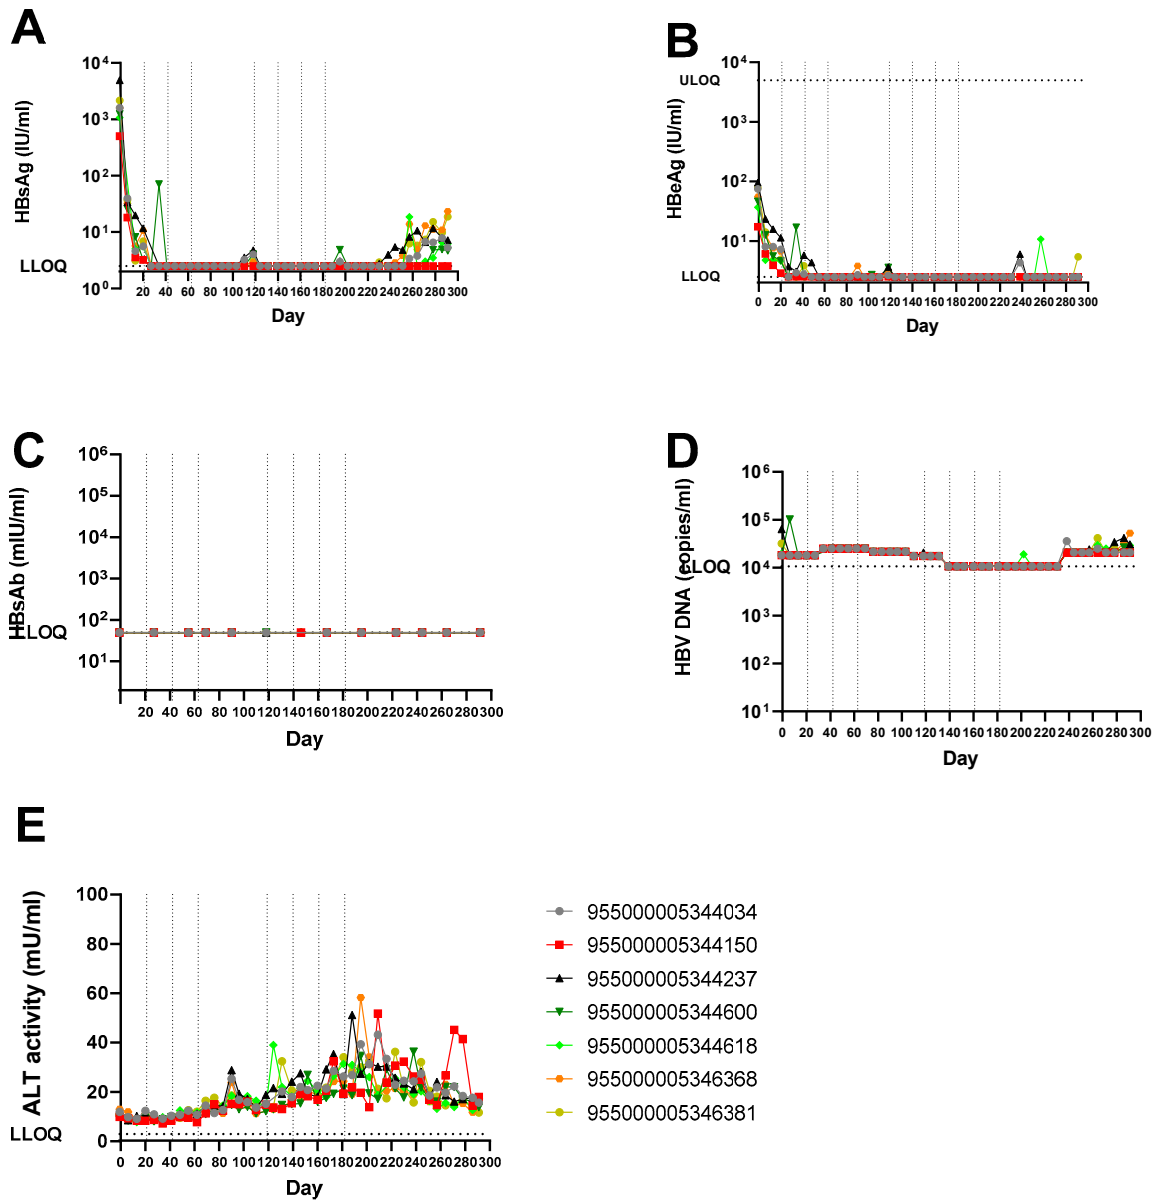 A
HBsAg (IU/ml)
10⁴
10³
10²
10¹
LLOQ
10⁰
20 40 60 80 100 120 140 160 180 200 220 240 260 280 300
Day
B
HBeAg (IU/ml)
10⁴
ULOQ
10³
10²
10¹
LLOQ
0 20 40 60 80 100 120 140 160 180 200 220 240 260 280 300
Day
C
HBsAb (mIU/ml)
10⁶
10⁵
10⁴
10³
10²
LLOQ
10¹
20 40 60 80 100 120 140 160 180 200 220 240 260 280 300
Day
D
HBV DNA (copies/ml)
10⁶
10⁵
LLOQ
10⁴
10³
10²
10¹
0 20 40 60 80 100 120 140 160 180 200 220 240 260 280 300
Day
E
ALT activity (mU/ml)
100
80
60
40
20
LLOQ
0
0 20 40 60 80 100 120 140 160 180 200 220 240 260 280 300
Day
955000005344034
955000005344150
955000005344237
955000005344600
955000005344618
955000005346368
955000005346381